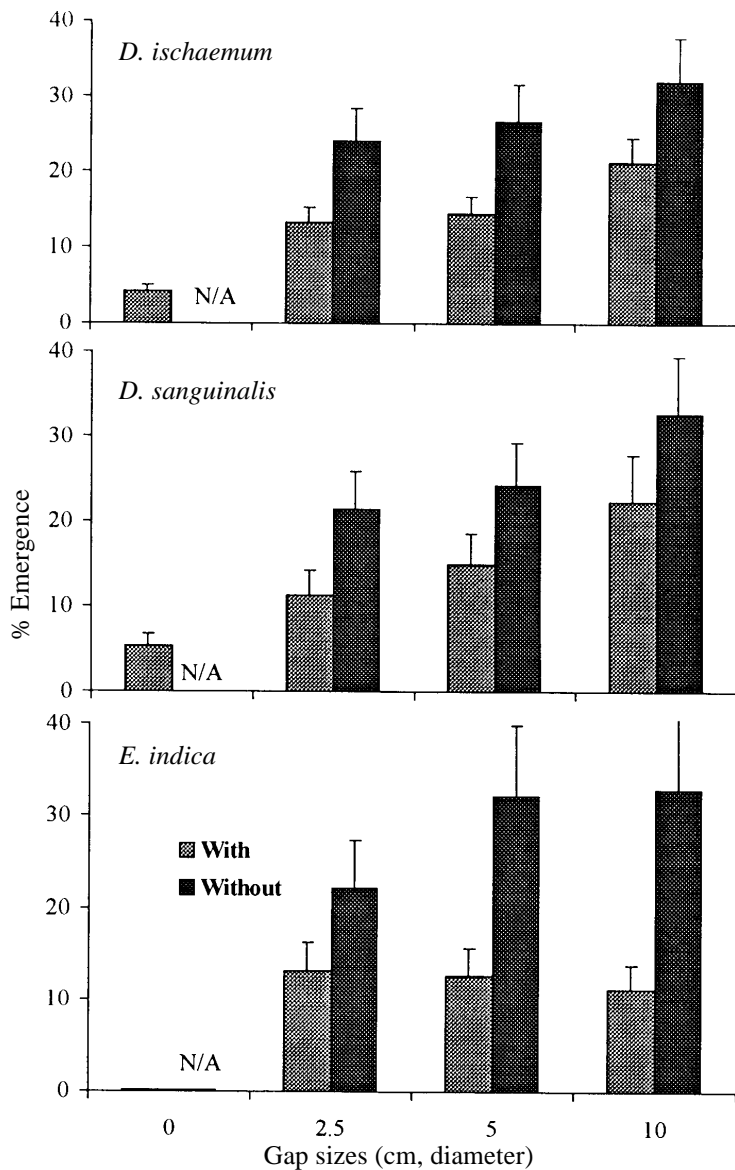 40
D. ischaemum
30
20
10
N/A
0
40
D. sanguinalis
30
20
10
N/A
0
40
E. indica
30
With
Without
20
10
N/A
0
0 2.5 5 10
Gap sizes (cm, diameter)
% Emergence